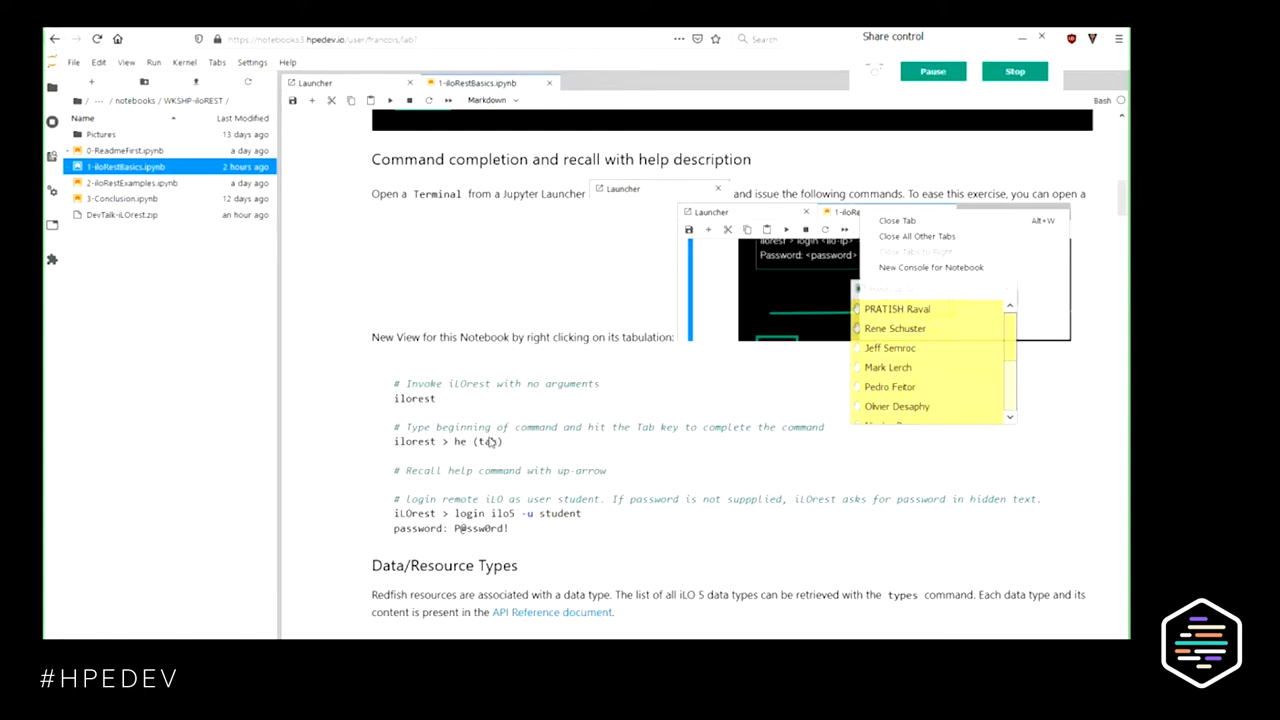 https://notebooks3.hpedev.io/user/francois/lab?
Search
Share control
Pause
Stop
File Edit View Run Kernel Tabs Settings Help
Launcher
1-iloRestBasics.ipynb
Markdown
Bash
/ ··· / notebooks / WKSHP-iloREST /
Name Last Modified
Pictures 13 days ago
0-ReadmeFirst.ipynb a day ago
1-iloRestBasics.ipynb 2 hours ago
2-iloRestExamples.ipynb a day ago
3-Conclusion.ipynb 12 days ago
DevTalk-iLOrest.zip an hour ago
Command completion and recall with help description
Open a Terminal from a Jupyter Launcher Launcher and issue the following commands. To ease this exercise, you can open a
Launcher
1-iloRe
ilorest > login <ilo-ip>
Password: <password>
Close Tab Alt+W
Close All Other Tabs
Close Tabs to Right
New Console for Notebook
PRATISH Raval
Rene Schuster
Jeff Semroc
Mark Lerch
Pedro Feitor
Olivier Desaphy
New View for this Notebook by right clicking on its tabulation:
# Invoke iLOrest with no arguments
ilorest
# Type beginning of command and hit the Tab key to complete the command
ilorest > he (tab)
# Recall help command with up-arrow
# login remote iLO as user student. If password is not suppplied, iLOrest asks for password in hidden text.
iLOrest > login ilo5 -u student
password: P@ssw0rd!
Data/Resource Types
Redfish resources are associated with a data type. The list of all iLO 5 data types can be retrieved with the types command. Each data type and its
content is present in the API Reference document.
#HPEDEV